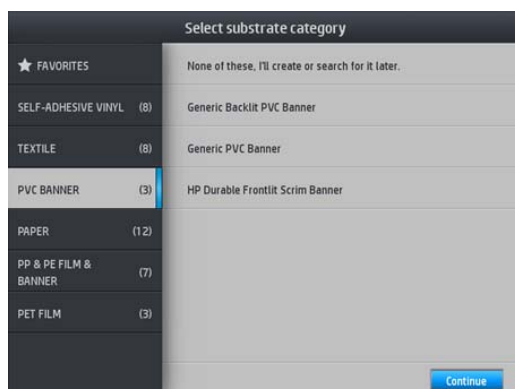 Select substrate category
FAVORITES
SELF-ADHESIVE VINYL (8)
TEXTILE (8)
PVC BANNER (3)
PAPER (12)
PP & PE FILM &
BANNER (7)
PET FILM (3)
None of these, I'll create or search for it later.
Generic Backlit PVC Banner
Generic PVC Banner
HP Durable Frontlit Scrim Banner
Continue